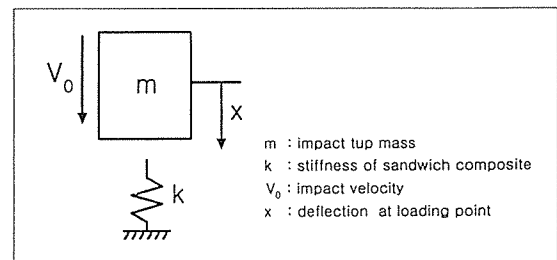 V₀
m
x
k
m : impact tup mass
k : stiffness of sandwich composite
V₀ : impact velocity
x : deflection at loading point